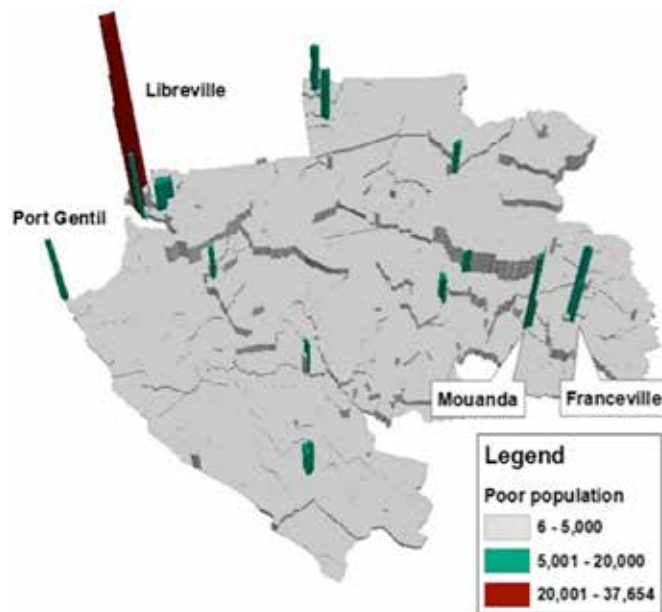 Libreville
Port Gentil
Mouanda
Franceville
Legend
Poor population
6 - 5,000
5,001 - 20,000
20,001 - 37,654